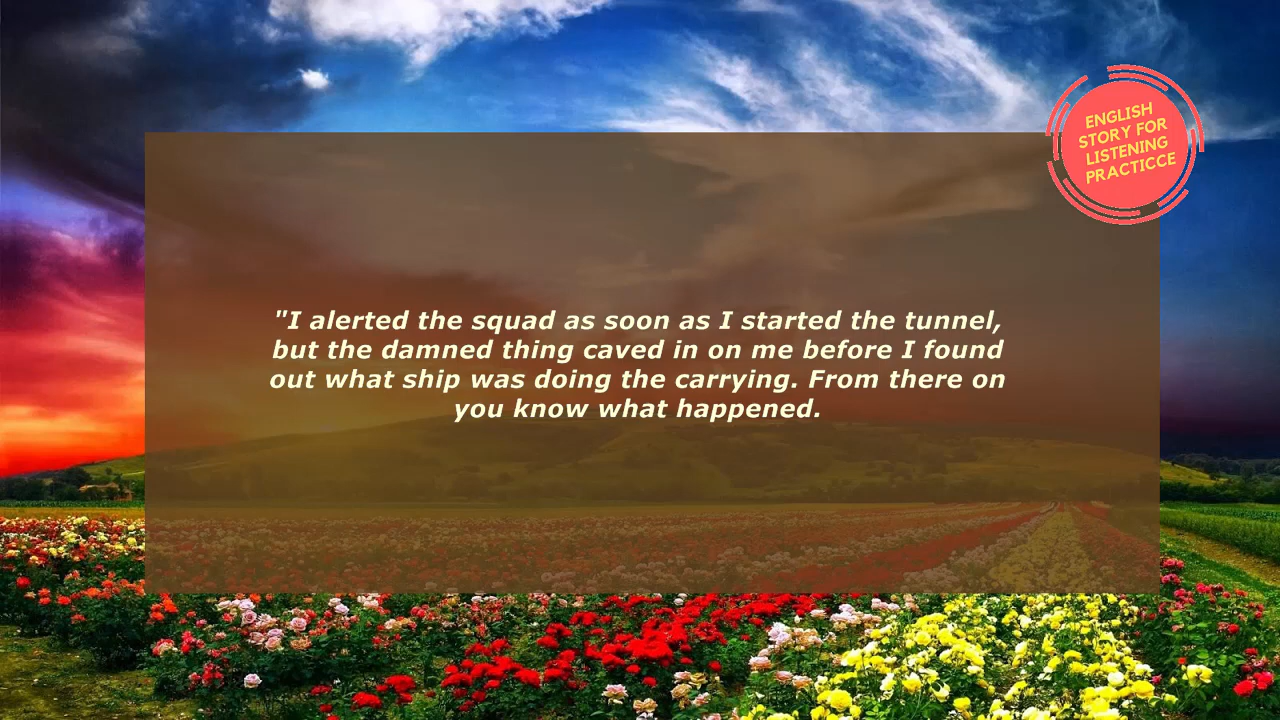 ENGLISH
STORY FOR
LISTENING
PRACTICCE
"I alerted the squad as soon as I started the tunnel,
but the damned thing caved in on me before I found
out what ship was doing the carrying. From there on
you know what happened.